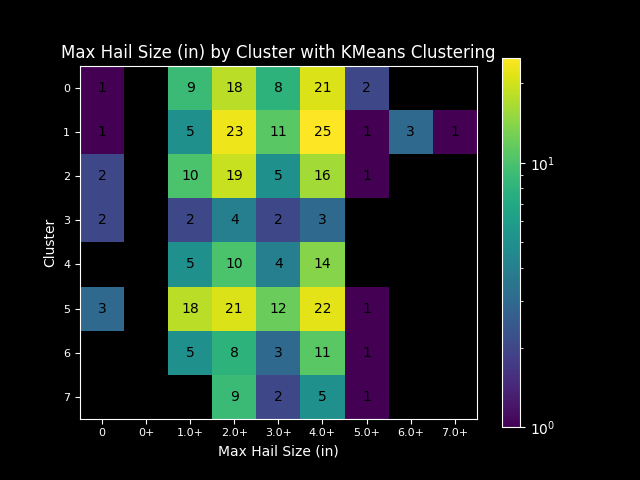 Max Hail Size (in) by Cluster with KMeans Clustering
0 1 9 18 8 21 2
1 1 5 23 11 25 1 3 1
2 2 10 19 5 16 1
3 2 2 4 2 3
4 5 10 4 14
5 3 18 21 12 22 1
6 5 8 3 11 1
7 9 2 5 1
0 0+ 1.0+ 2.0+ 3.0+ 4.0+ 5.0+ 6.0+ 7.0+
Max Hail Size (in)
Cluster
10¹
10⁰